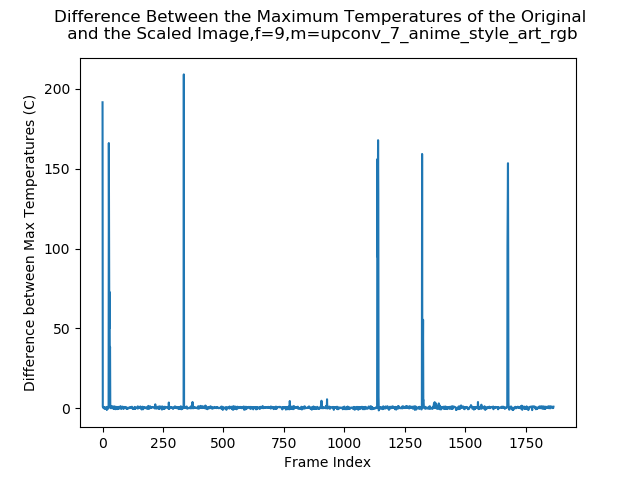 Difference Between the Maximum Temperatures of the Original
and the Scaled Image,f=9,m=upconv_7_anime_style_art_rgb
Difference between Max Temperatures (C)
200
150
100
50
0
0 250 500 750 1000 1250 1500 1750
Frame Index